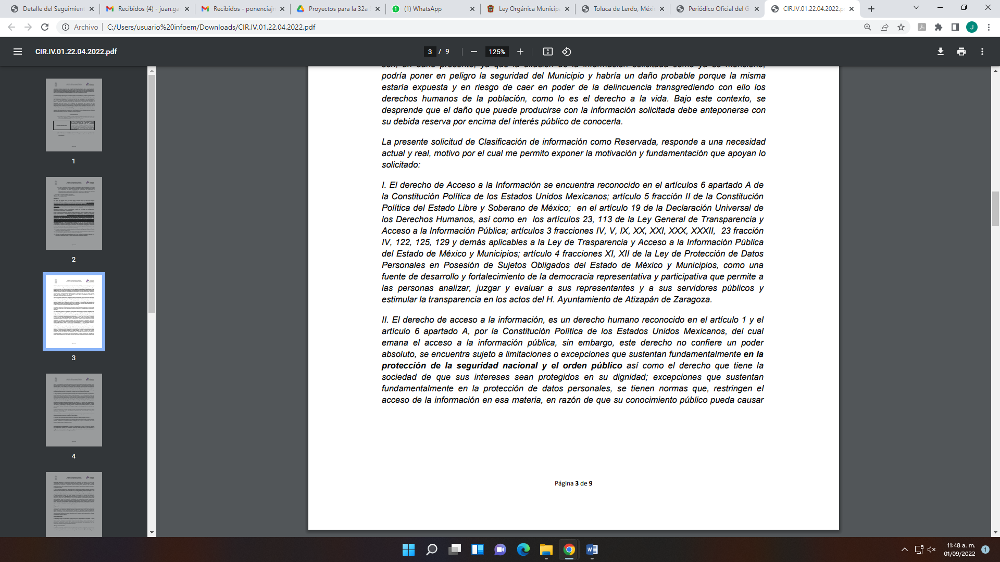 Detalle del Seguimient
Recibidos (4) - juan.ga
Recibidos - ponenciajr
Proyectos para la 32a
(1) WhatsApp
Ley Orgánica Municip
Toluca de Lerdo, Méxi
Periódico Oficial del G
CIR.IV.01.22.04.2022.p
Archivo
C:/Users/usuario%20infoem/Downloads/CIR.IV.01.22.04.2022.pdf
J
CIR.IV.01.22.04.2022.pdf
3 / 9
125%
1
2
3
4
podría poner en peligro la seguridad del Municipio y habría un daño probable porque la misma
estaría expuesta y en riesgo de caer en poder de la delincuencia transgrediendo con ello los
derechos humanos de la población, como lo es el derecho a la vida. Bajo este contexto, se
desprende que el daño que puede producirse con la información solicitada debe anteponerse con
su debida reserva por encima del interés público de conocerla.
La presente solicitud de Clasificación de información como Reservada, responde a una necesidad
actual y real, motivo por el cual me permito exponer la motivación y fundamentación que apoyan lo
solicitado:
I. El derecho de Acceso a la Información se encuentra reconocido en el artículos 6 apartado A de
la Constitución Política de los Estados Unidos Mexicanos; artículo 5 fracción II de la Constitución
Política del Estado Libre y Soberano de México; en el artículo 19 de la Declaración Universal de
los Derechos Humanos, así como en los artículos 23, 113 de la Ley General de Transparencia y
Acceso a la Información Pública; artículos 3 fracciones IV, V, IX, XX, XXI, XXX, XXXII, 23 fracción
IV, 122, 125, 129 y demás aplicables a la Ley de Trasparencia y Acceso a la Información Pública
del Estado de México y Municipios; artículo 4 fracciones XI, XII de la Ley de Protección de Datos
Personales en Posesión de Sujetos Obligados del Estado de México y Municipios, como una
fuente de desarrollo y fortalecimiento de la democracia representativa y participativa que permite a
las personas analizar, juzgar y evaluar a sus representantes y a sus servidores públicos y
estimular la transparencia en los actos del H. Ayuntamiento de Atizapán de Zaragoza.
II. El derecho de acceso a la información, es un derecho humano reconocido en el artículo 1 y el
artículo 6 apartado A, por la Constitución Política de los Estados Unidos Mexicanos, del cual
emana el acceso a la información pública, sin embargo, este derecho no confiere un poder
absoluto, se encuentra sujeto a limitaciones o excepciones que sustentan fundamentalmente en la
protección de la seguridad nacional y el orden público así como el derecho que tiene la
sociedad de que sus intereses sean protegidos en su dignidad; excepciones que sustentan
fundamentalmente en la protección de datos personales, se tienen normas que, restringen el
acceso de la información en esa materia, en razón de que su conocimiento público pueda causar
Página 3 de 9
11:48 a. m.
01/09/2022
1